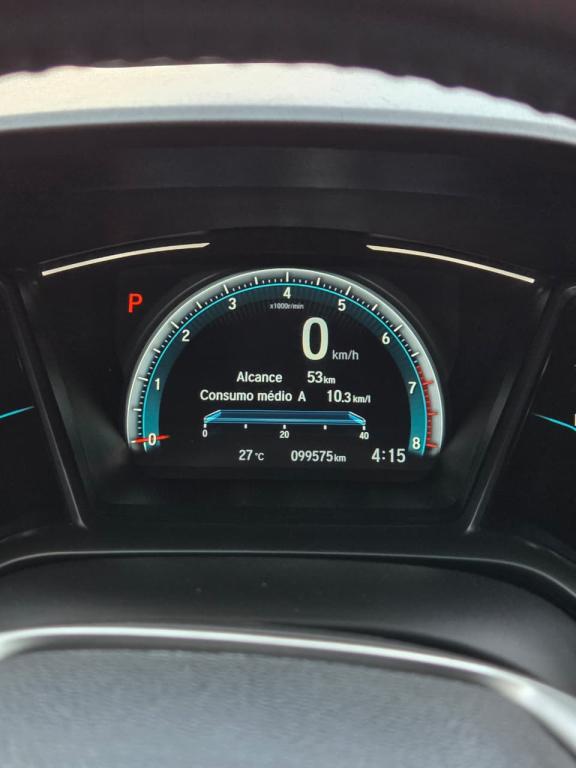 P
0 1 2 3 4 5 6 7 8
x1000r/min
0 km/h
Alcance 53km
Consumo médio A 10.3km/l
0 20 40
27°C 099575km 4:15